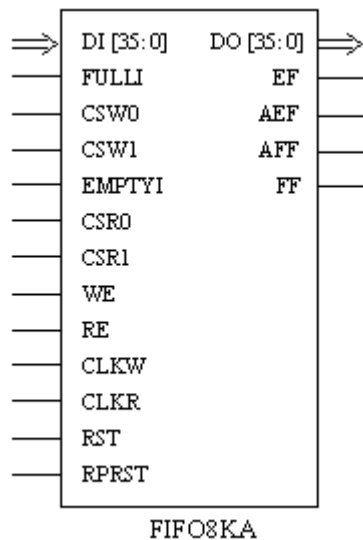 DI [35:0] DO [35:0]
FULLI EF
CSW0 AEF
CSW1 AFF
EMPTYI FF
CSR0
CSR1
WE
RE
CLKW
CLKR
RST
RPRST
FIFO8KA